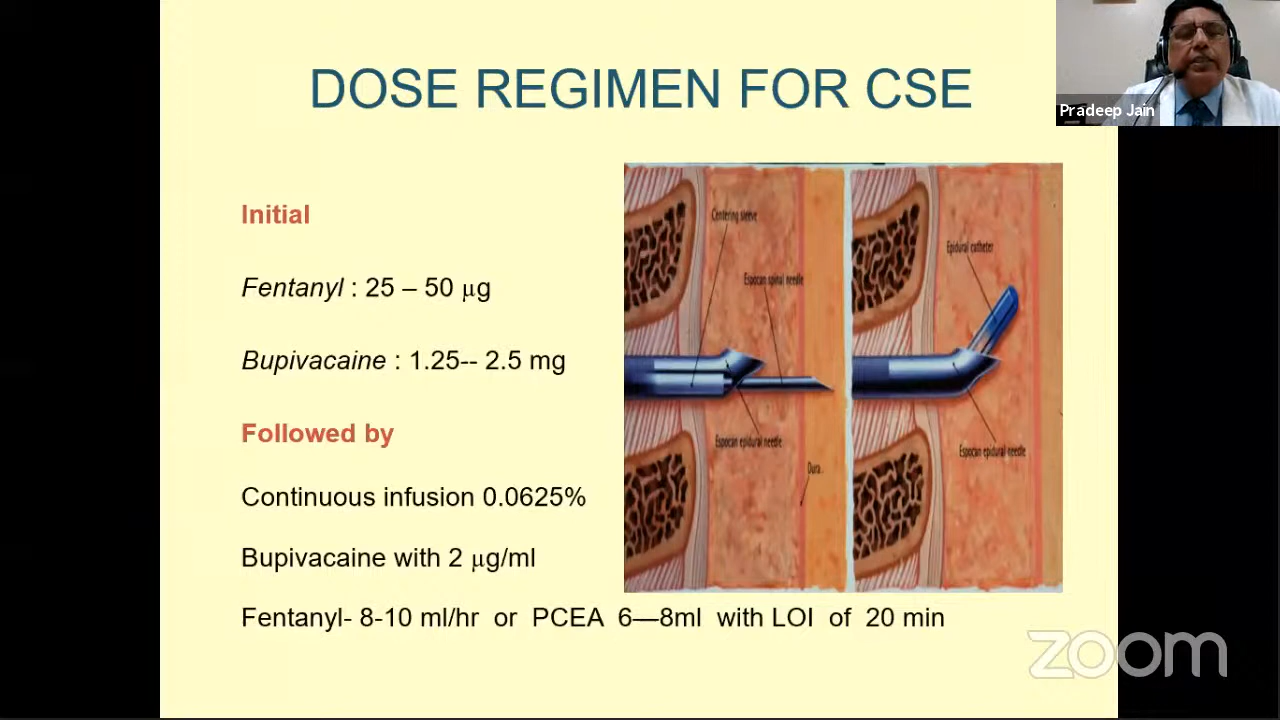 DOSE REGIMEN FOR CSE
Pradeep Jain
Initial
Fentanyl : 25 – 50 µg
Bupivacaine : 1.25-- 2.5 mg
Followed by
Continuous infusion 0.0625%
Bupivacaine with 2 µg/ml
Fentanyl- 8-10 ml/hr or PCEA 6—8ml with LOI of 20 min
Centering sleeve
Espocan spinal needle
Espocan epidural needle
Dura
Epidural catheter
Espocan epidural needle
zoom